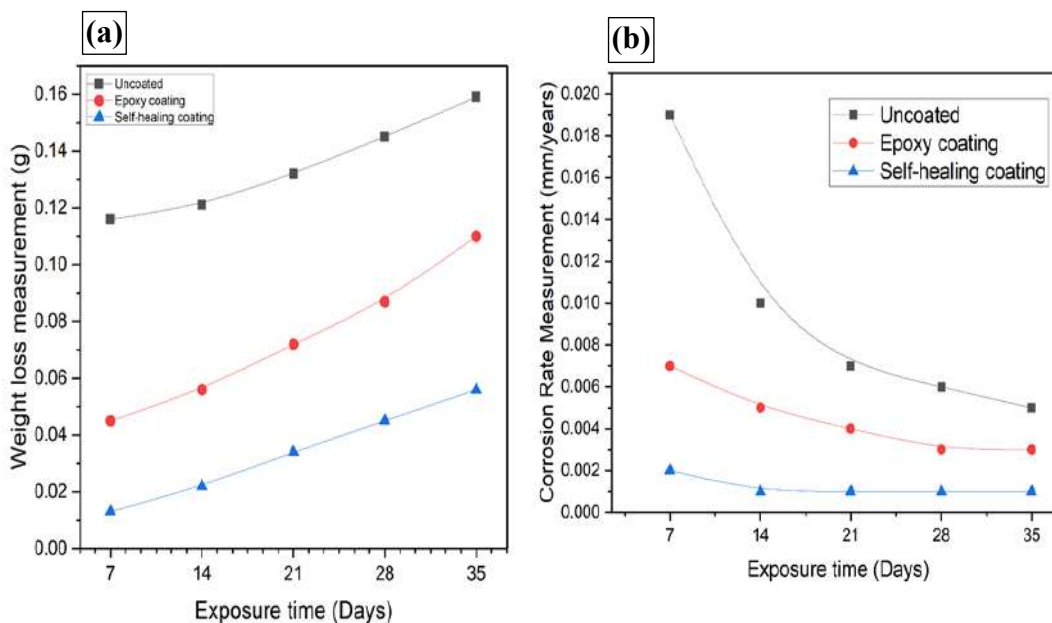 (a)
Uncoated
Epoxy coating
Self-healing coating
Weight loss measurement (g)
0.16
0.14
0.12
0.10
0.08
0.06
0.04
0.02
0.00
7 14 21 28 35
Exposure time (Days)
(b)
Uncoated
Epoxy coating
Self-healing coating
Corrosion Rate Measurement (mm/years)
0.020
0.018
0.016
0.014
0.012
0.010
0.008
0.006
0.004
0.002
0.000
7 14 21 28 35
Exposure time (Days)